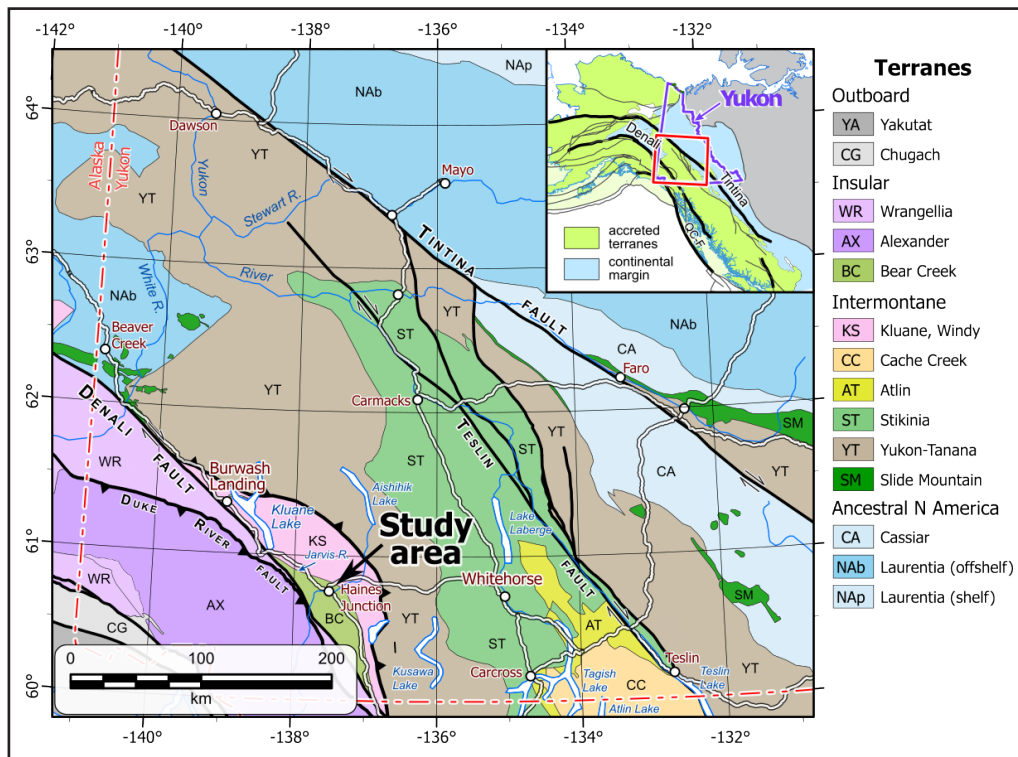 -142°
-140°
-138°
-136°
-134°
-132°
64°
63°
62°
61°
60°
-140°
-138°
-136°
-134°
-132°
NAp
NAb
Dawson
YT
Mayo
Alaska
Yukon
Yukon
YT
Stewart R.
TINTINA
FAULT
White R.
River
NAb
Beaver
Creek
ST
YT
NAb
CA
Faro
YT
Carmacks
SM
DENALI
FAULT
TESLIN
FAULT
YT
ST
ST
CA
YT
WR
Burwash
Landing
Aishihik
Lake
DUKE
RIVER
FAULT
Kluane
Lake
Study
area
Lake
Laberge
KS
Jarvis R.
WR
AX
Haines
Junction
Whitehorse
SM
CG
BC
YT
AT
ST
Teslin
YT
Kusawa
Lake
Carcross
Tagish
Lake
CC
Teslin
Lake
Atlin Lake
0
100
200
km
Yukon
Denali
Tintina
QC-F
accreted
terranes
continental
margin
Terranes
Outboard
YA Yakutat
CG Chugach
Insular
WR Wrangellia
AX Alexander
BC Bear Creek
Intermontane
KS Kluane, Windy
CC Cache Creek
AT Atlin
ST Stikinia
YT Yukon-Tanana
SM Slide Mountain
Ancestral N America
CA Cassiar
NAb Laurentia (offshelf)
NAp Laurentia (shelf)